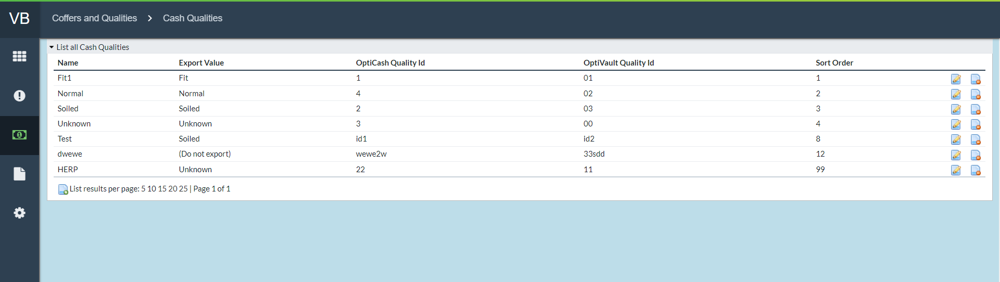 VB Coffers and Qualities Cash Qualities
List all Cash Qualities
Name Export Value OptiCash Quality Id OptiVault Quality Id Sort Order
Fit1 Fit 1 01 1
Normal Normal 4 02 2
Soiled Soiled 2 03 3
Unknown Unknown 3 00 4
Test Soiled id1 id2 8
dwewe (Do not export) wewe2w 33sdd 12
HERP Unknown 22 11 99
List results per page: 5 10 15 20 25 | Page 1 of 1